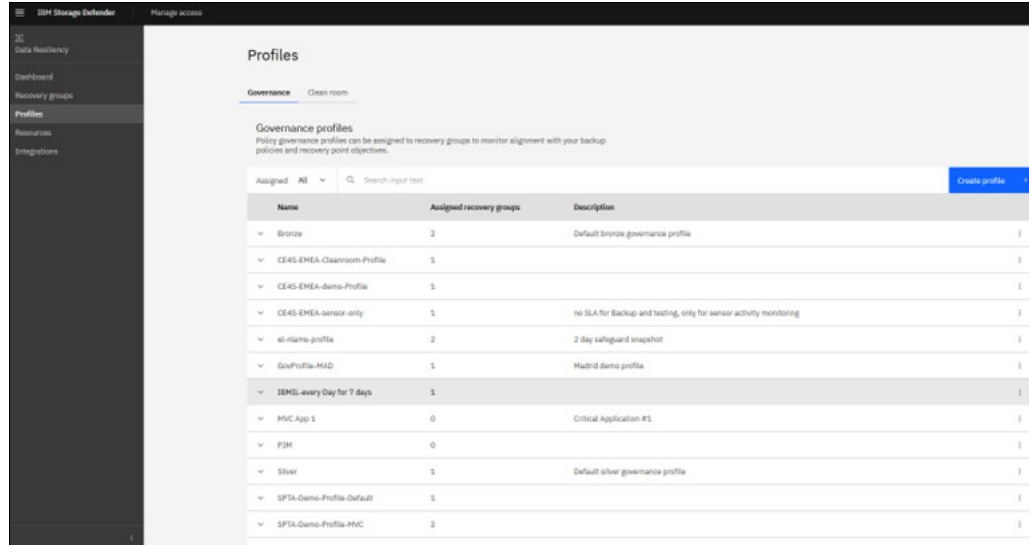 IBM Storage Defender
Manage access
Data Resiliency
Dashboard
Recovery groups
Profiles
Resources
Integrations
Profiles
Governance Clean room
Governance profiles
Policy governance profiles can be assigned to recovery groups to monitor alignment with your backup
policies and recovery point objectives.
Assigned All Search input text Create profile +
Name Assigned recovery groups Description
Bronze 2 Default bronze governance profile
CE4S-EMEA-Cleanroom-Profile 1
CE4S-EMEA-demo-Profile 1
CE4S-EMEA-sensor-only 1 no SLA for Backup and testing, only for sensor activity monitoring
el-niamo-profile 2 2 day safeguard snapshot
GovProfile-MAD 1 Madrid demo profile
IBMIL-every Day for 7 days 1
MVC App 1 0 Critical Application #1
PJM 0
Silver 1 Default silver governance profile
SPTA-Demo-Profile-Default 1
SPTA-Demo-Profile-MVC 2